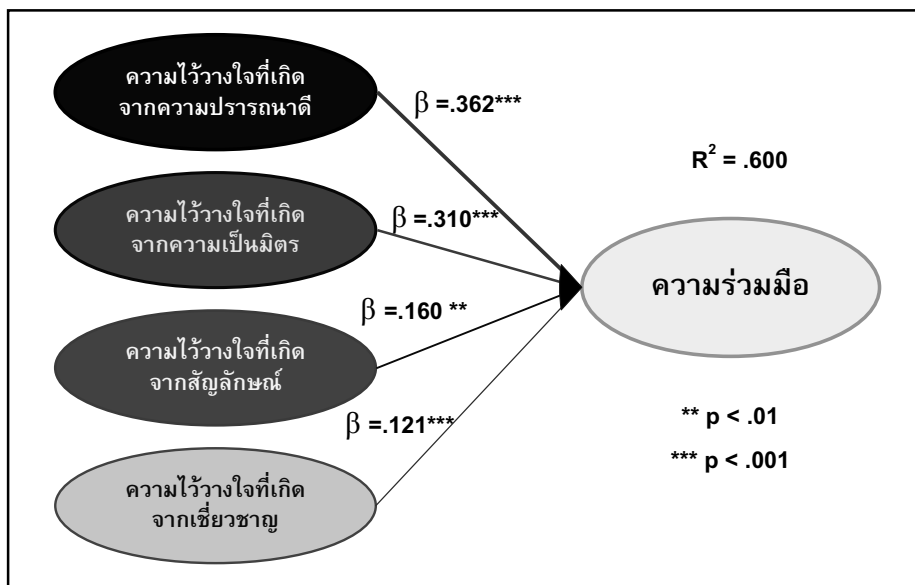 ความไว้วางใจที่เกิด
จากความปรารถนาดี
β =.362***
R² = .600
ความไว้วางใจที่เกิด
จากความเป็นมิตร
β =.310***
ความร่วมมือ
β =.160 **
ความไว้วางใจที่เกิด
จากสัญลักษณ์
β =.121***
** p < .01
*** p < .001
ความไว้วางใจที่เกิด
จากเชี่ยวชาญ